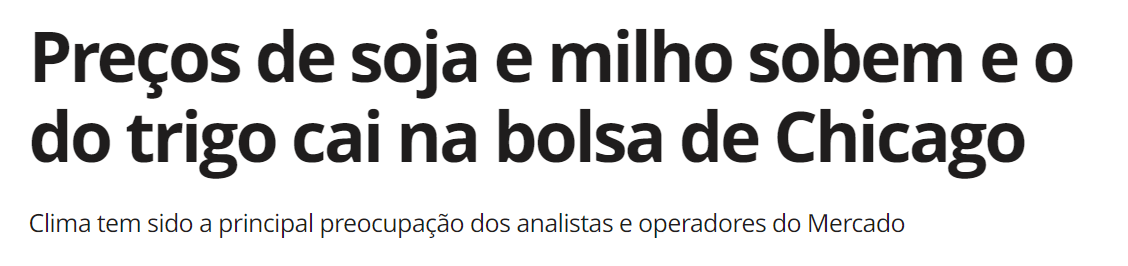 Preços de soja e milho sobem e o
do trigo cai na bolsa de Chicago
Clima tem sido a principal preocupação dos analistas e operadores do Mercado